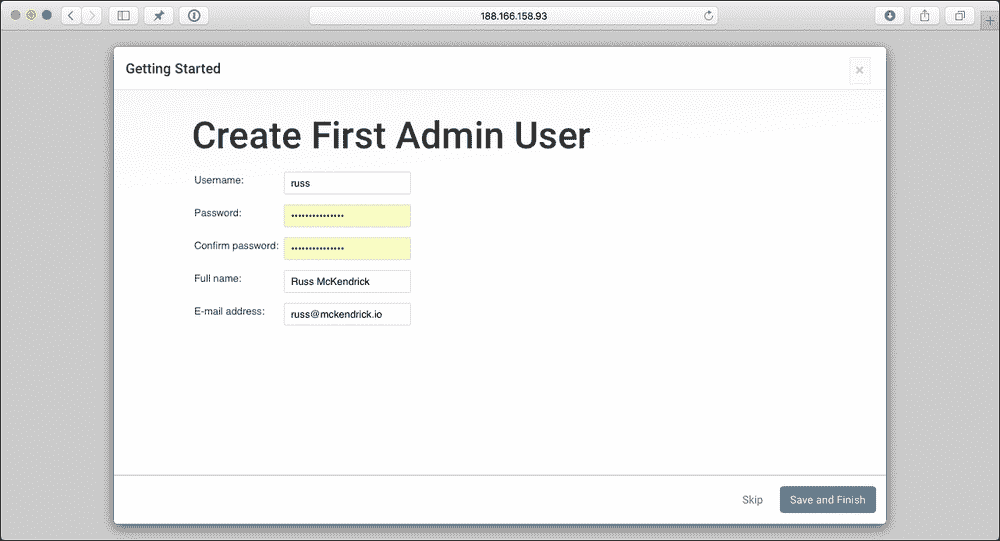 188.166.158.93
Getting Started
×
Create First Admin User
Username: russ
Password: •••••••••••••••
Confirm password: •••••••••••••••
Full name: Russ McKendrick
E-mail address: russ@mckendrick.io
Skip Save and Finish